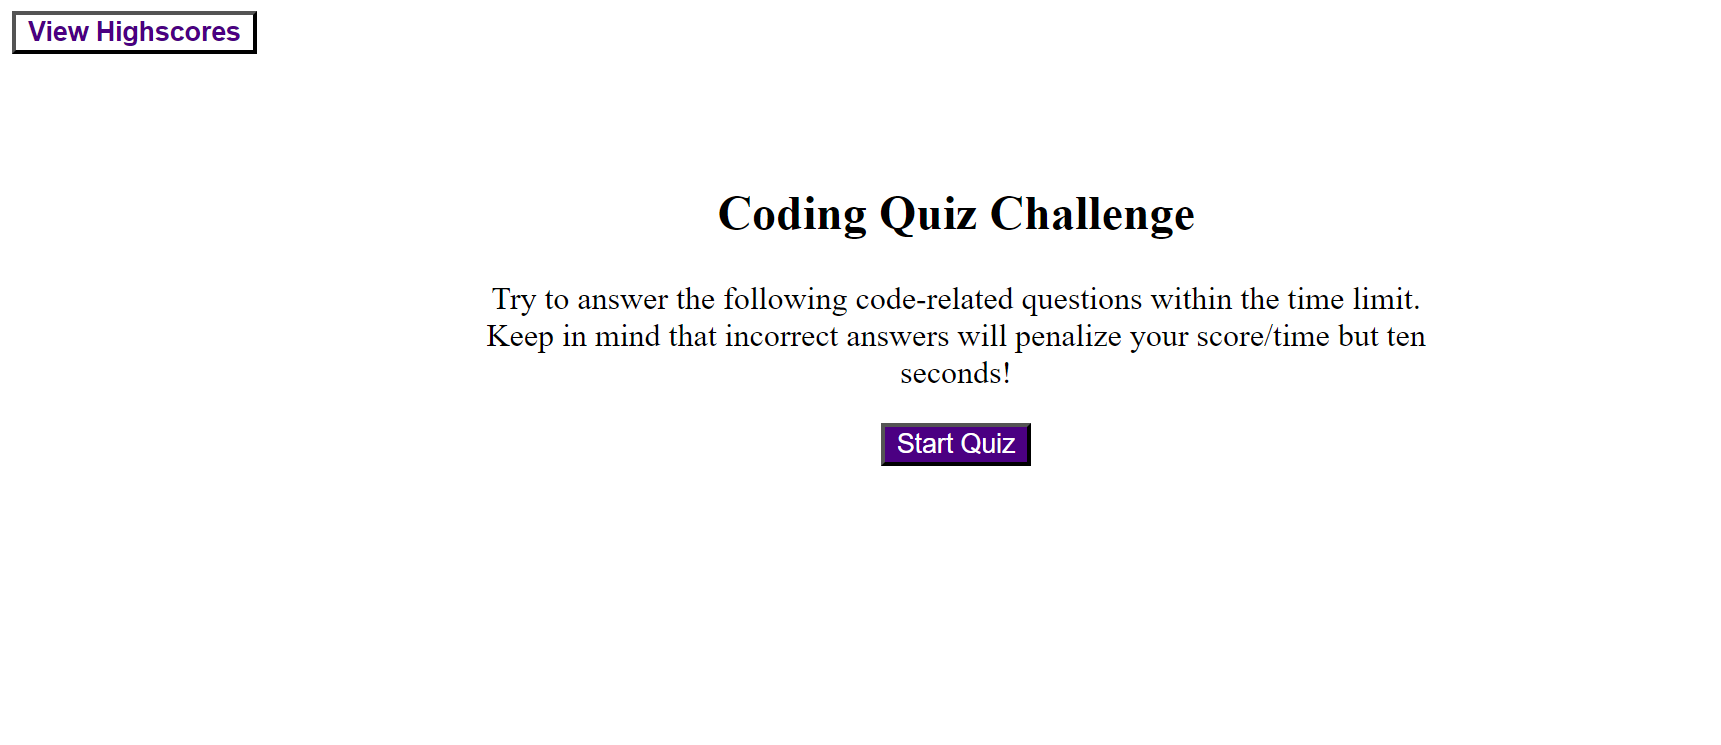 View Highscores
Coding Quiz Challenge
Try to answer the following code-related questions within the time limit.
Keep in mind that incorrect answers will penalize your score/time but ten
seconds!
Start Quiz